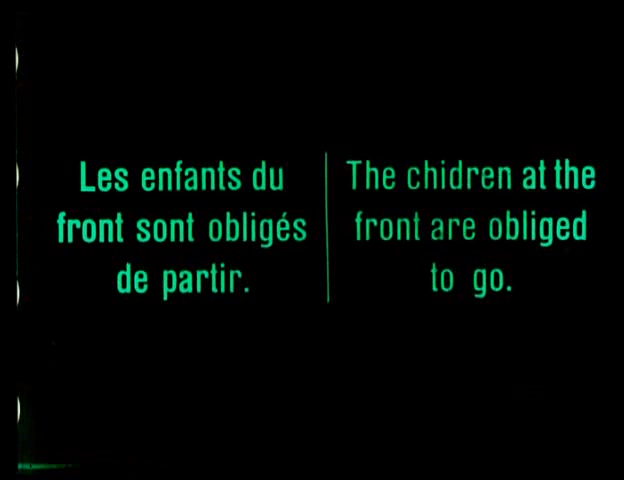 Les enfants du
front sont obligés
de partir.
The chidren at the
front are obliged
to go.